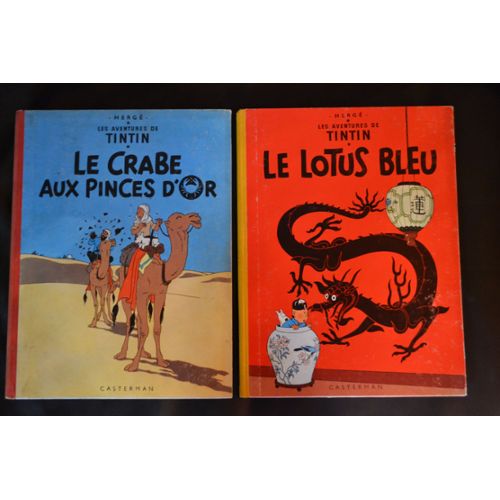 - HERGÉ -
LES AVENTURES DE
TINTIN
LE CRABE
AUX PINCES D'OR
CASTERMAN
- HERGÉ -
LES AVENTURES DE
TINTIN
LE LOTUS BLEU
蓮
CASTERMAN